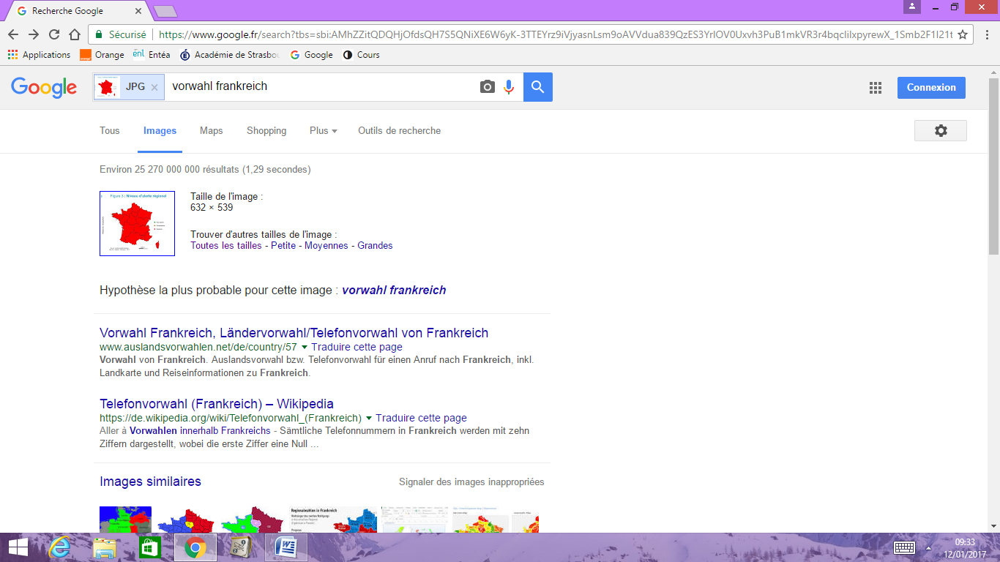 Recherche Google
Sécurisé https://www.google.fr/search?tbs=sbi:AMhZZitQDQHjOfdsQH7S5QNiXE6W6yK-3TTEYrz9iVjyasnLsm9oAVVdua839QzES3YrlOV0Uxvh3PuB1mkVR3r4bqcIilxpyrewX_1Smb2F1I21t
Applications Orange Entéa Académie de Strasbou Google Cours
Google JPG vorwahl frankreich Connexion
Tous Images Maps Shopping Plus Outils de recherche
Environ 25 270 000 000 résultats (1,29 secondes)
Figure 3 : Niveau d'alerte régional
Taille de l'image :
632 × 539
Trouver d'autres tailles de l'image :
Toutes les tailles - Petite - Moyennes - Grandes
Hypothèse la plus probable pour cette image : vorwahl frankreich
Vorwahl Frankreich, Ländervorwahl/Telefonvorwahl von Frankreich
www.auslandsvorwahlen.net/de/country/57 Traduire cette page
Vorwahl von Frankreich. Auslandsvorwahl bzw. Telefonvorwahl für einen Anruf nach Frankreich, inkl.
Landkarte und Reiseinformationen zu Frankreich.
Telefonvorwahl (Frankreich) – Wikipedia
https://de.wikipedia.org/wiki/Telefonvorwahl_(Frankreich) Traduire cette page
Aller à Vorwahlen innerhalb Frankreichs - Sämtliche Telefonnummern in Frankreich werden mit zehn
Ziffern dargestellt, wobei die erste Ziffer eine Null ...
Images similaires Signaler des images inappropriées
Regionalwahlen in Frankreich
09:33
12/01/2017